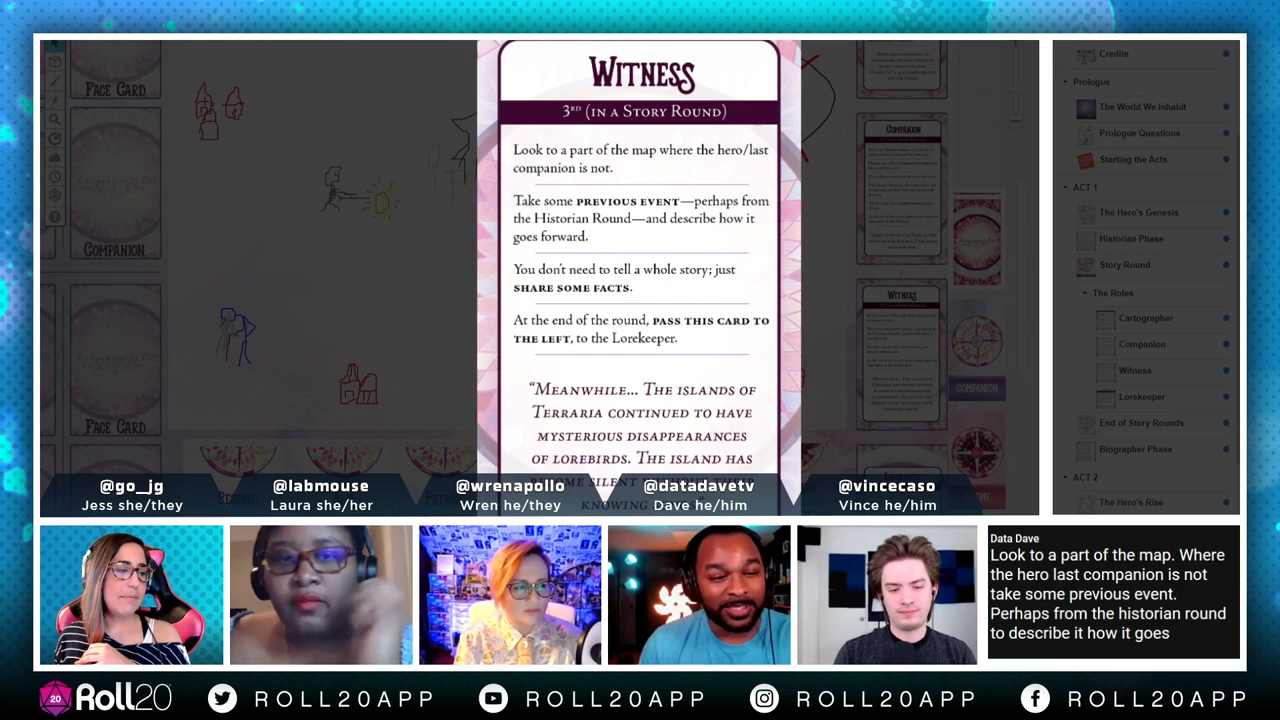 FACE CARD
COMPANION
FACE CARD
WITNESS
3RD (IN A STORY ROUND)
Look to a part of the map where the hero/last
companion is not.
Take some PREVIOUS EVENT—perhaps from
the Historian Round—and describe how it
goes forward.
You don't need to tell a whole story; just
SHARE SOME FACTS.
At the end of the round, PASS THIS CARD TO
THE LEFT, to the Lorekeeper.
"MEANWHILE... THE ISLANDS OF
TERRARIA CONTINUED TO HAVE
MYSTERIOUS DISAPPEARANCES
OF LOREBIRDS. THE ISLAND HAS
COMPANION
WITNESS
COMPANION
Credits
Prologue
The World We Inhabit
Prologue Questions
Starting the Acts
ACT 1
The Hero's Genesis
Historian Phase
Story Round
The Roles
Cartographer
Companion
Witness
Lorekeeper
End of Story Rounds
Biographer Phase
ACT 2
The Hero's Rise
@go_jg
Jess she/they
@labmouse
Laura she/her
@wrenapollo
Wren he/they
@datadavetv
Dave he/him
@vincecaso
Vince he/him
Data Dave
Look to a part of the map. Where
the hero last companion is not
take some previous event.
Perhaps from the historian round
to describe it how it goes
20
Roll20
ROLL20APP
ROLL20APP
ROLL20APP
ROLL20APP